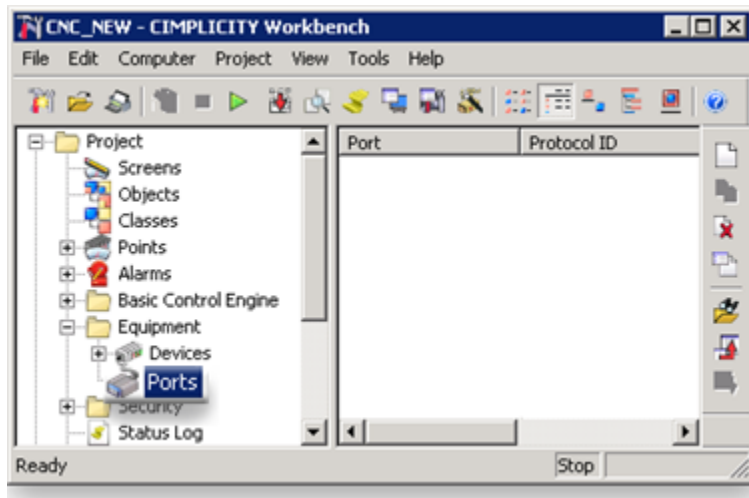 CNC_NEW - CIMPLICITY Workbench
File Edit Computer Project View Tools Help
Project
Screens
Objects
Classes
Points
Alarms
Basic Control Engine
Equipment
Devices
Ports
Security
Status Log
Port Protocol ID
Ready Stop